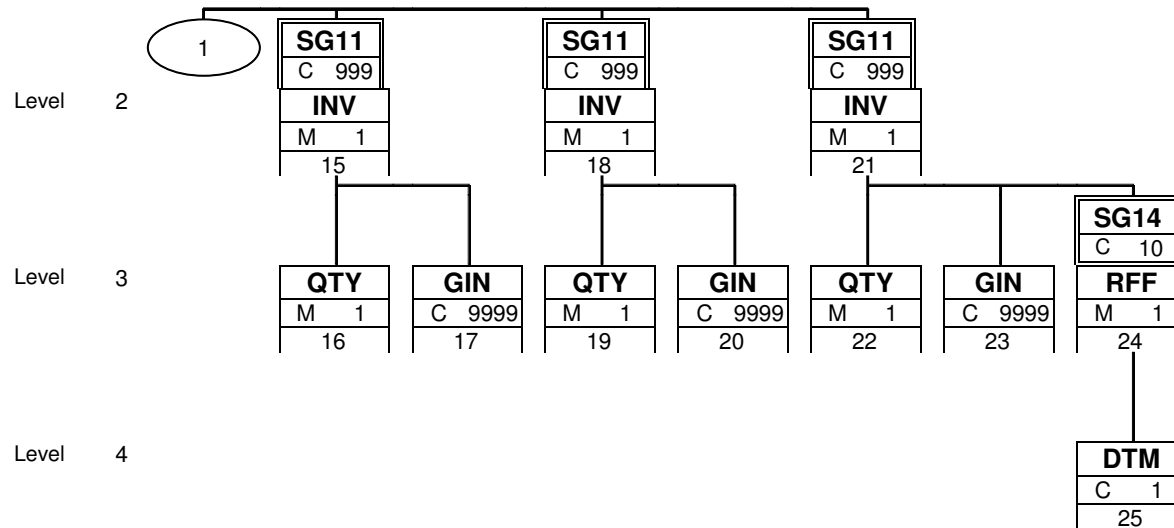 1
SG11 SG11 SG11
C 999 C 999 C 999
Level 2 INV INV INV
M 1 M 1 M 1
15 18 21
SG14
C 10
Level 3 QTY GIN QTY GIN QTY GIN RFF
M 1 C 9999 M 1 C 9999 M 1 C 9999 M 1
16 17 19 20 22 23 24
Level 4 DTM
C 1
25